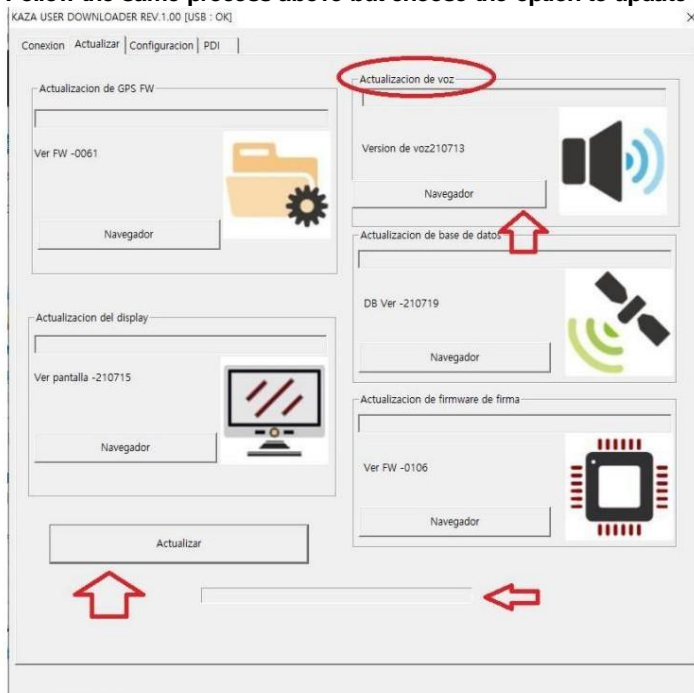 Follow the same process above but choose the option to update
KAZA USER DOWNLOADER REV.1.00 [USB : OK]
Conexion Actualizar Configuracion PDI
Actualizacion de GPS FW
Ver FW -0061
Navegador
Actualizacion del display
Ver pantalla -210715
Navegador
Actualizar
Actualizacion de voz
Version de voz210713
Navegador
Actualizacion de base de datos
DB Ver -210719
Navegador
Actualizacion de firmware de firma
Ver FW -0106
Navegador